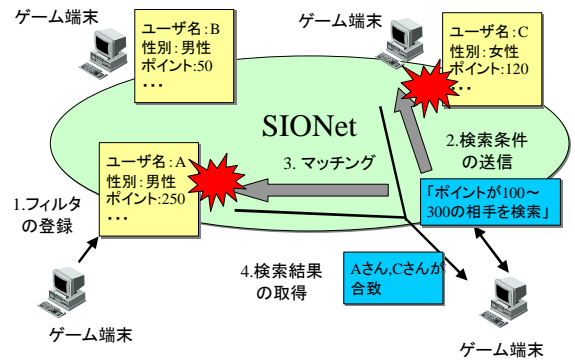 ゲーム端末
ユーザ名:B
性別:男性
ポイント:50
・・・
ゲーム端末
ユーザ名:C
性別:女性
ポイント:120
・・・
SIONet
2.検索条件
の送信
3. マッチング
ユーザ名:A
性別:男性
ポイント:250
・・・
1.フィルタ
の登録
「ポイントが100～
300の相手を検索」
4.検索結果
の取得
Aさん,Cさんが
合致
ゲーム端末
ゲーム端末